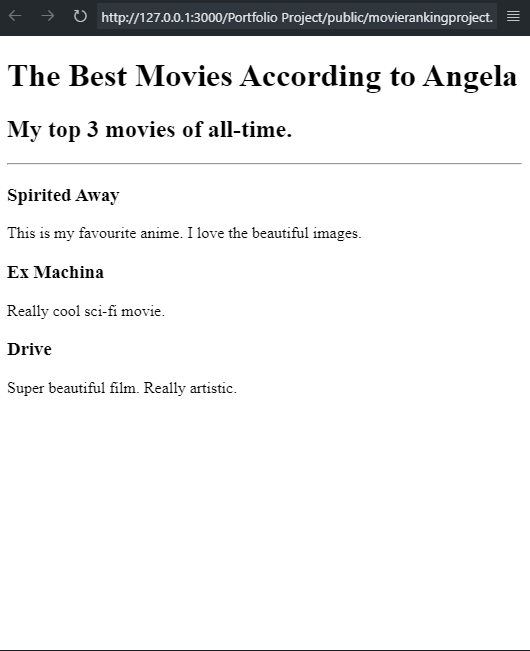 http://127.0.0.1:3000/Portfolio Project/public/movierankingproject.
The Best Movies According to Angela
My top 3 movies of all-time.
Spirited Away
This is my favourite anime. I love the beautiful images.
Ex Machina
Really cool sci-fi movie.
Drive
Super beautiful film. Really artistic.